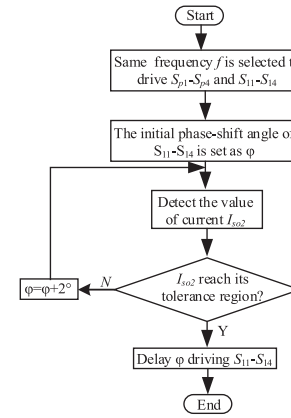 Start
Same frequency f is selected t
drive Sp1-Sp4 and S11-S14
The initial phase-shift angle of
S11-S14 is set as φ
Detect the value
of current Iso2
Iso2 reach its
tolerance region?
N
φ=φ+2°
Y
Delay φ driving S11-S14
End